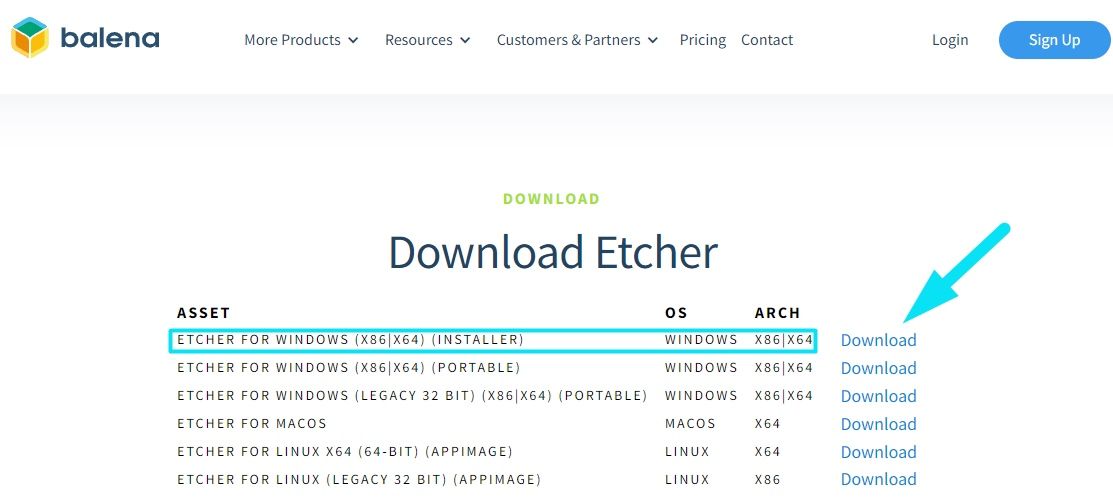 balena More Products Resources Customers & Partners Pricing Contact Login Sign Up
DOWNLOAD
Download Etcher
ASSET OS ARCH
ETCHER FOR WINDOWS (X86|X64) (INSTALLER) WINDOWS X86|X64 Download
ETCHER FOR WINDOWS (X86|X64) (PORTABLE) WINDOWS X86|X64 Download
ETCHER FOR WINDOWS (LEGACY 32 BIT) (X86|X64) (PORTABLE) WINDOWS X86|X64 Download
ETCHER FOR MACOS MACOS X64 Download
ETCHER FOR LINUX X64 (64-BIT) (APPIMAGE) LINUX X64 Download
ETCHER FOR LINUX (LEGACY 32 BIT) (APPIMAGE) LINUX X86 Download